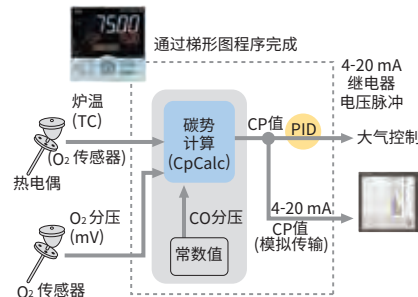 7500
通过梯形图程序完成
4-20 mA
继电器
电压脉冲
炉温
(TC)
(O₂ 传感器)
热电偶
碳势
计算
(CpCalc)
CP值
PID
大气控制
O₂ 分压
(mV)
CO分压
4-20 mA
CP值
(模拟传输)
常数值
O₂ 传感器